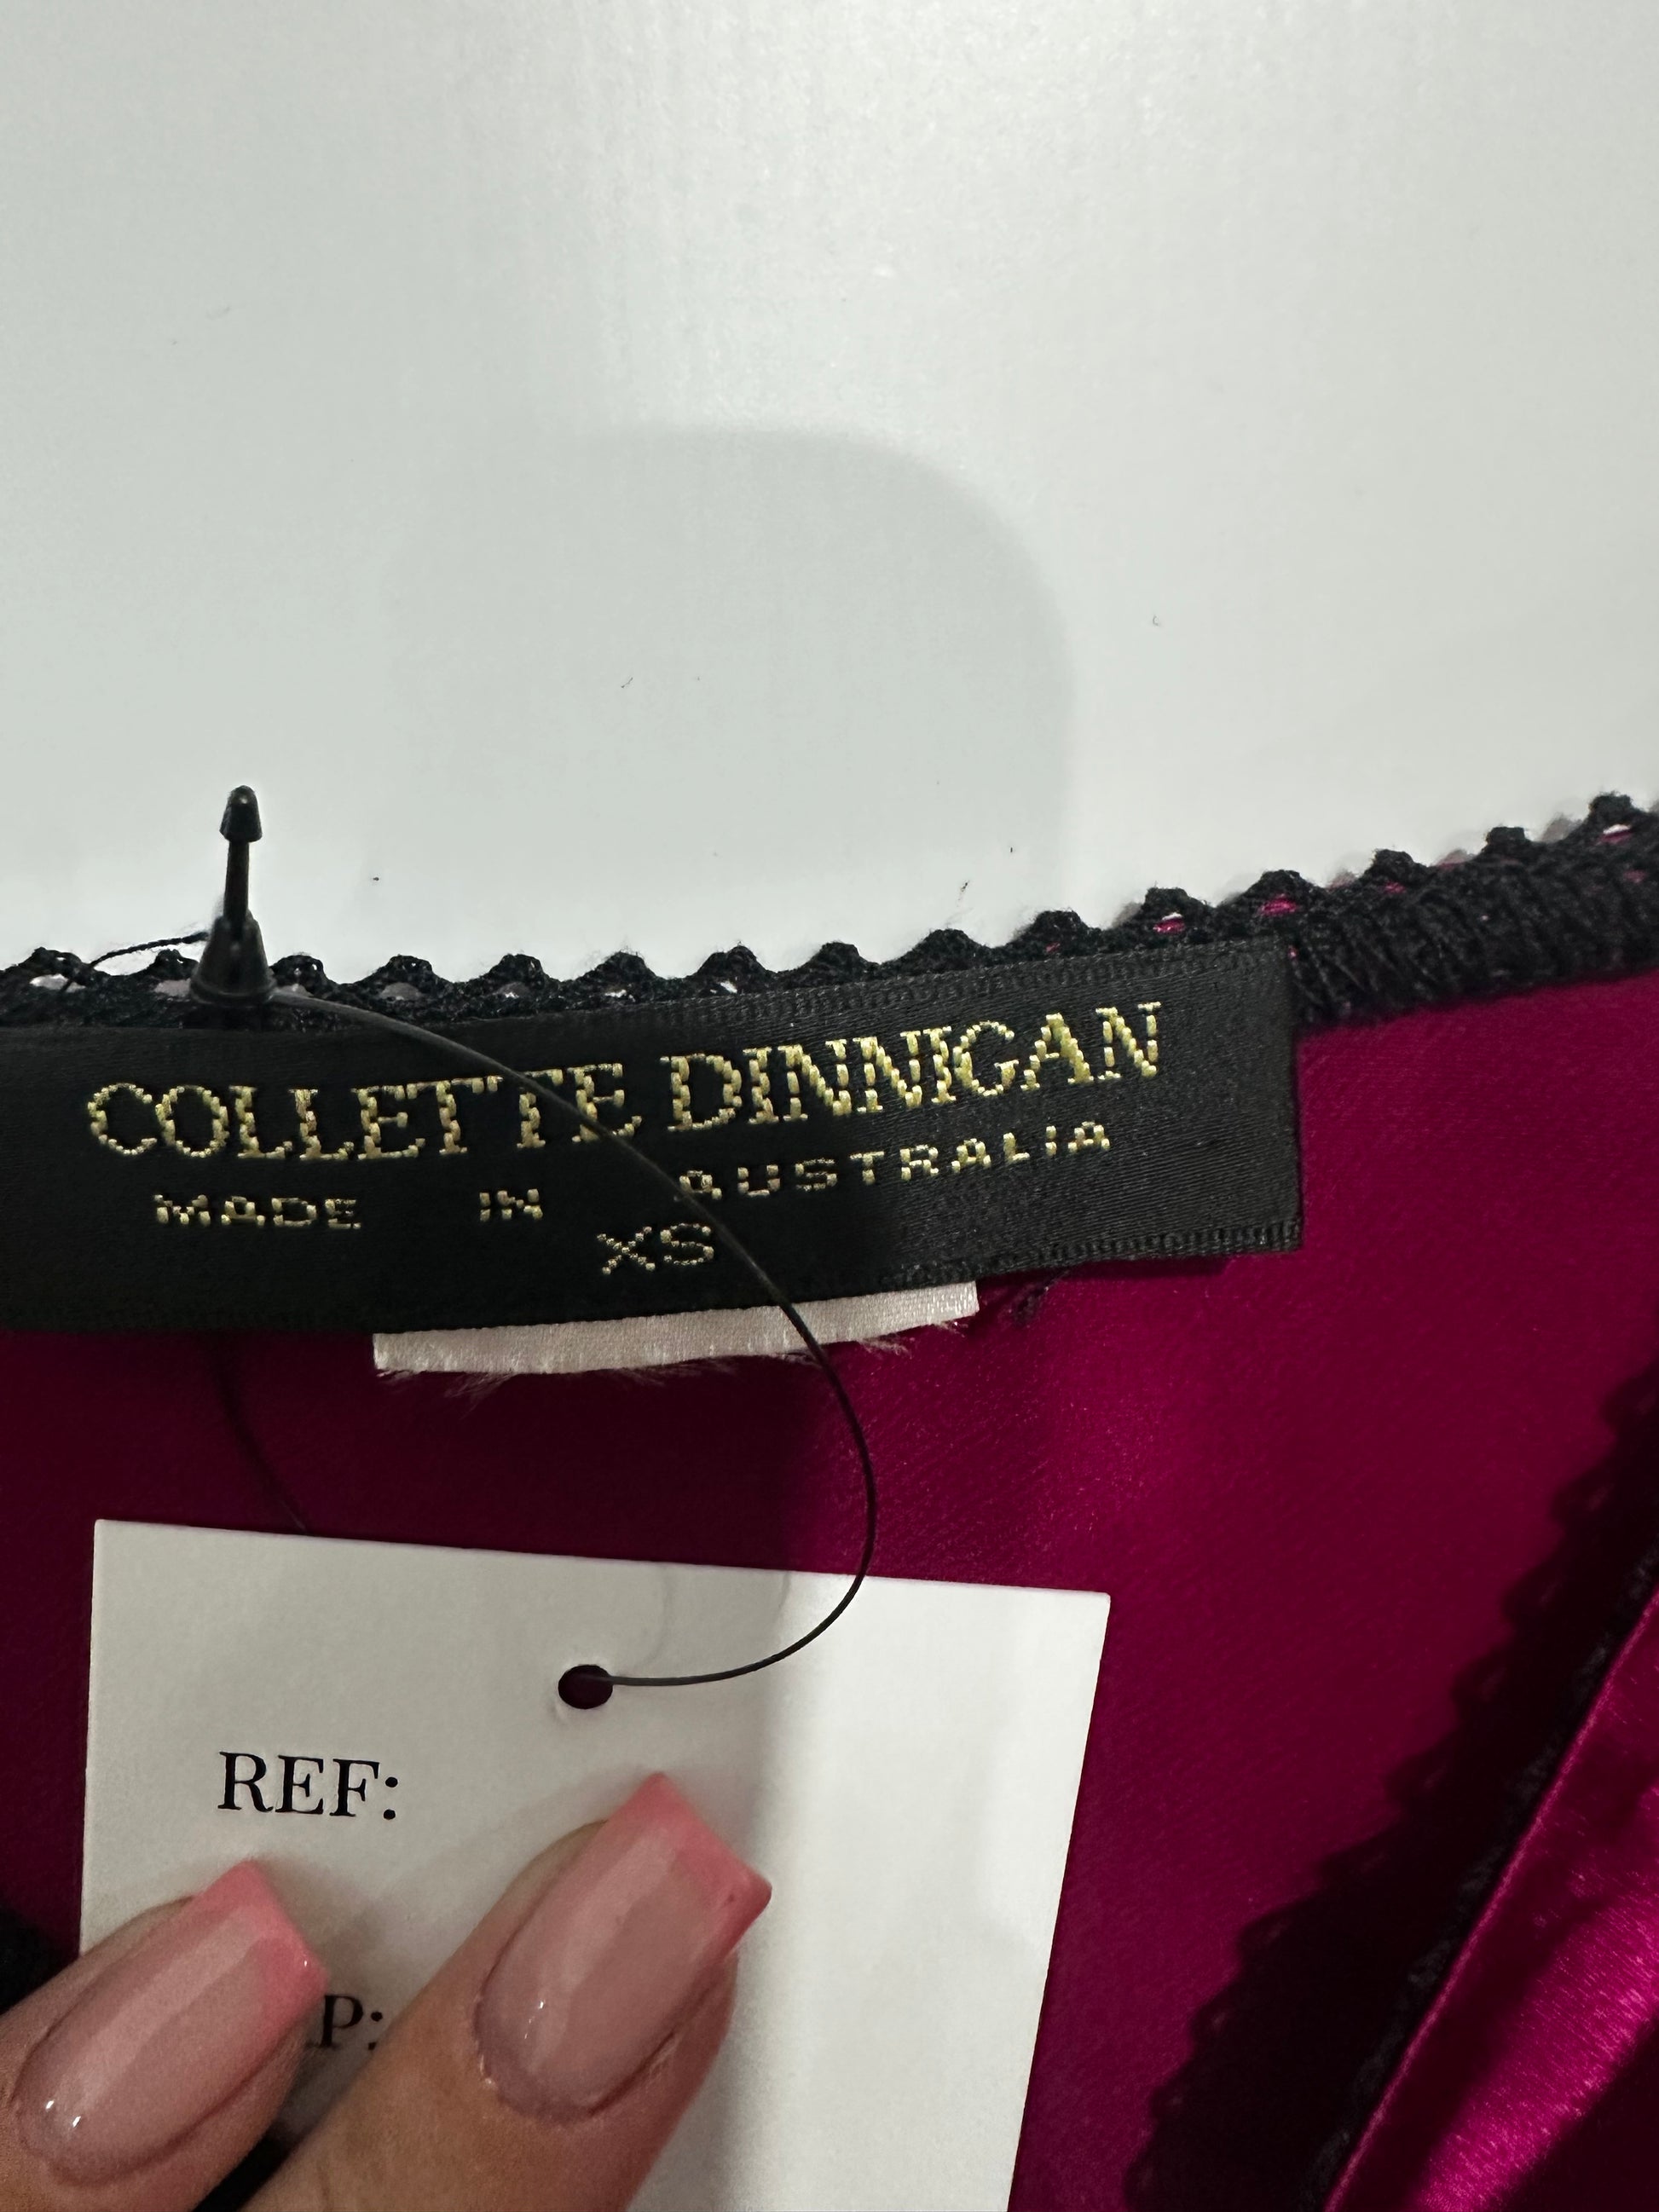 COLLETTE DINNIGAN
MADE IN AUSTRALIA
XS
REF: